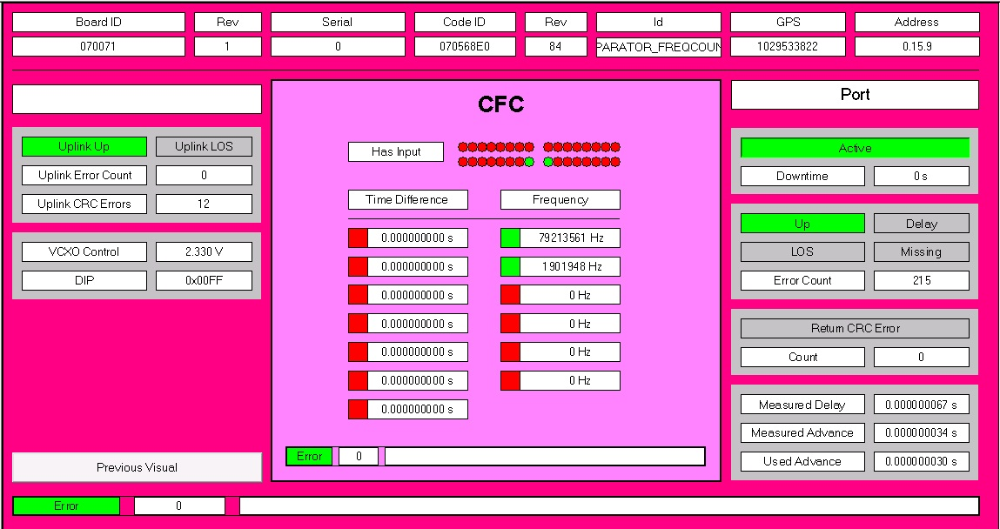 Board ID Rev Serial Code ID Rev Id GPS Address
070071 1 0 070568E0 84 PARATOR_FREQCOUN 1029533822 0.15.9
CFC
Port
Uplink Up Uplink LOS
Uplink Error Count 0
Uplink CRC Errors 12
VCXO Control 2.330 V
DIP 0x00FF
Previous Visual
Has Input
Time Difference Frequency
0.000000000 s 79213561 Hz
0.000000000 s 1901948 Hz
0.000000000 s 0 Hz
0.000000000 s 0 Hz
0.000000000 s 0 Hz
0.000000000 s 0 Hz
0.000000000 s
Error 0
Active
Downtime 0 s
Up Delay
LOS Missing
Error Count 215
Return CRC Error
Count 0
Measured Delay 0.000000067 s
Measured Advance 0.000000034 s
Used Advance 0.000000030 s
Error 0